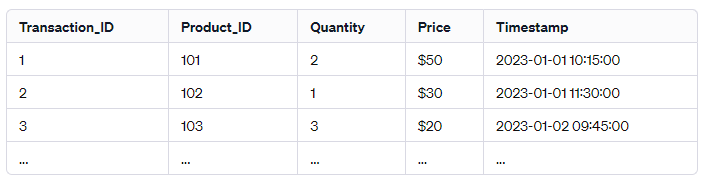 Transaction_ID Product_ID Quantity Price Timestamp
1 101 2 $50 2023-01-01 10:15:00
2 102 1 $30 2023-01-01 11:30:00
3 103 3 $20 2023-01-02 09:45:00
... ... ... ... ...